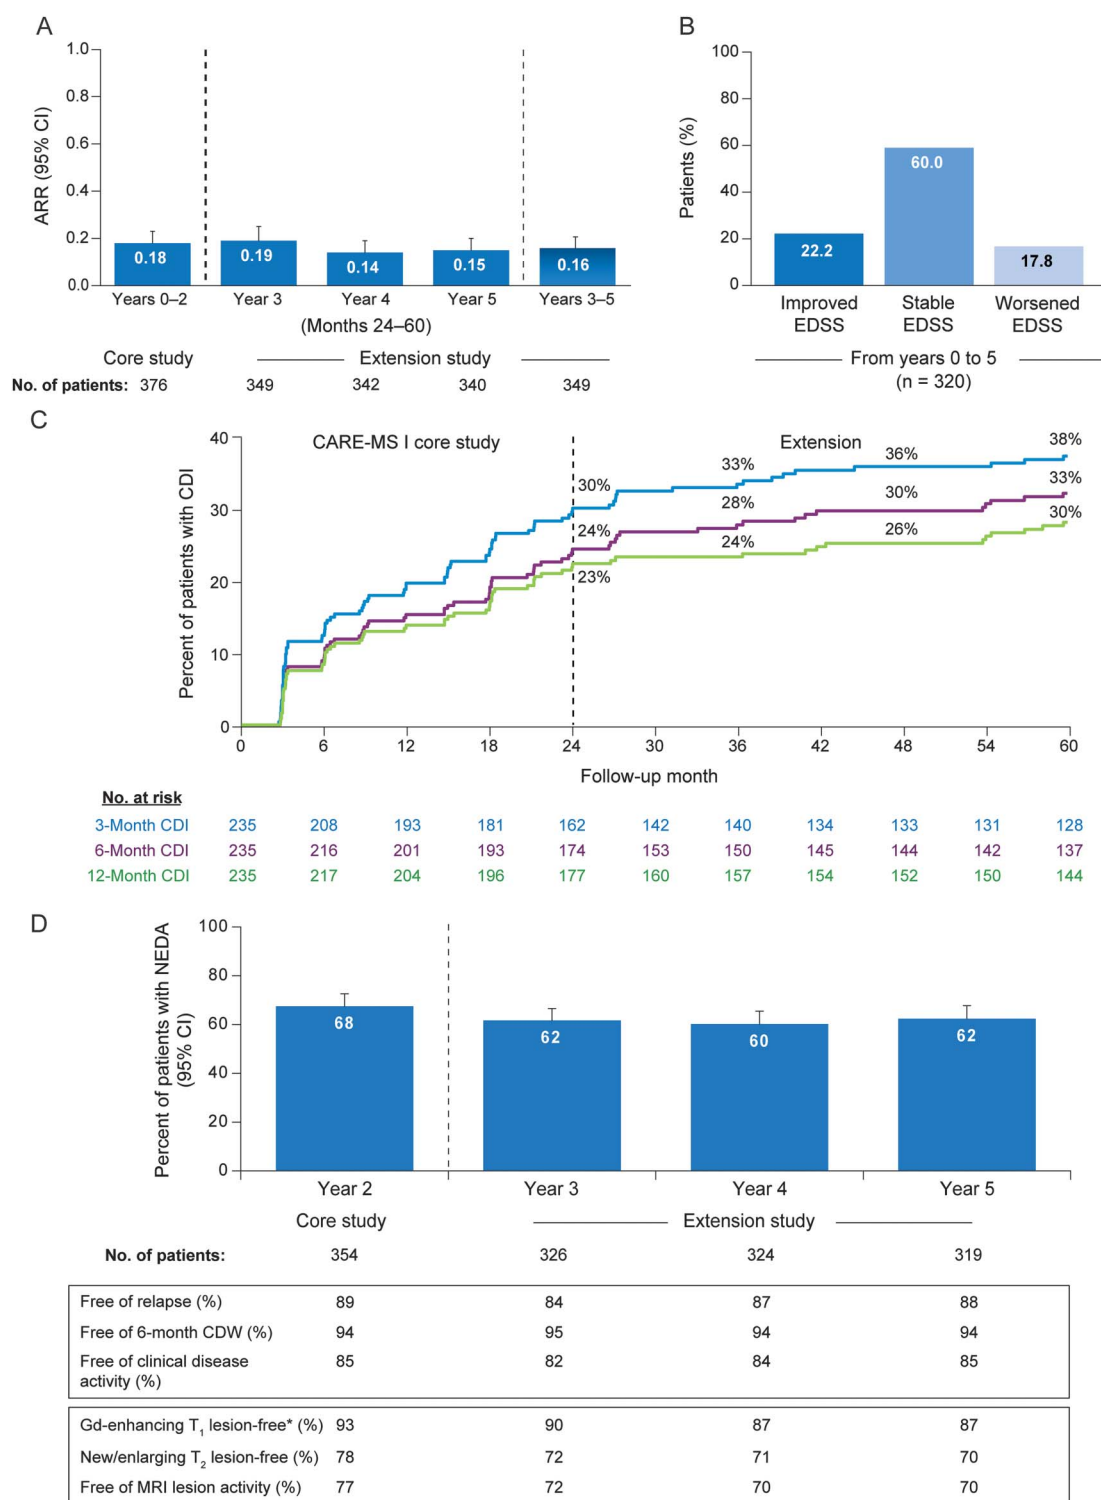 A
ARR (95% CI)
1.0
0.8
0.6
0.4
0.2
0.0
0.18
0.19
0.14
0.15
0.16
Years 0–2
Year 3
Year 4
Year 5
Years 3–5
(Months 24–60)
Core study
Extension study
No. of patients: 376 349 342 340 349
B
Patients (%)
100
80
60
40
20
0
22.2
60.0
17.8
Improved EDSS
Stable EDSS
Worsened EDSS
From years 0 to 5
(n = 320)
C
Percent of patients with CDI
40
30
20
10
0
CARE-MS I core study
Extension
30%
33%
36%
38%
24%
28%
30%
33%
23%
24%
26%
30%
0 6 12 18 24 30 36 42 48 54 60
Follow-up month
No. at risk
3-Month CDI 235 208 193 181 162 142 140 134 133 131 128
6-Month CDI 235 216 201 193 174 153 150 145 144 142 137
12-Month CDI 235 217 204 196 177 160 157 154 152 150 144
D
Percent of patients with NEDA
(95% CI)
100
80
60
40
20
0
68
62
60
62
Year 2 Year 3 Year 4 Year 5
Core study
Extension study
No. of patients: 354 326 324 319
Free of relapse (%) 89 84 87 88
Free of 6-month CDW (%) 94 95 94 94
Free of clinical disease 85 82 84 85
activity (%)
Gd-enhancing T1 lesion-free* (%) 93 90 87 87
New/enlarging T2 lesion-free (%) 78 72 71 70
Free of MRI lesion activity (%) 77 72 70 70